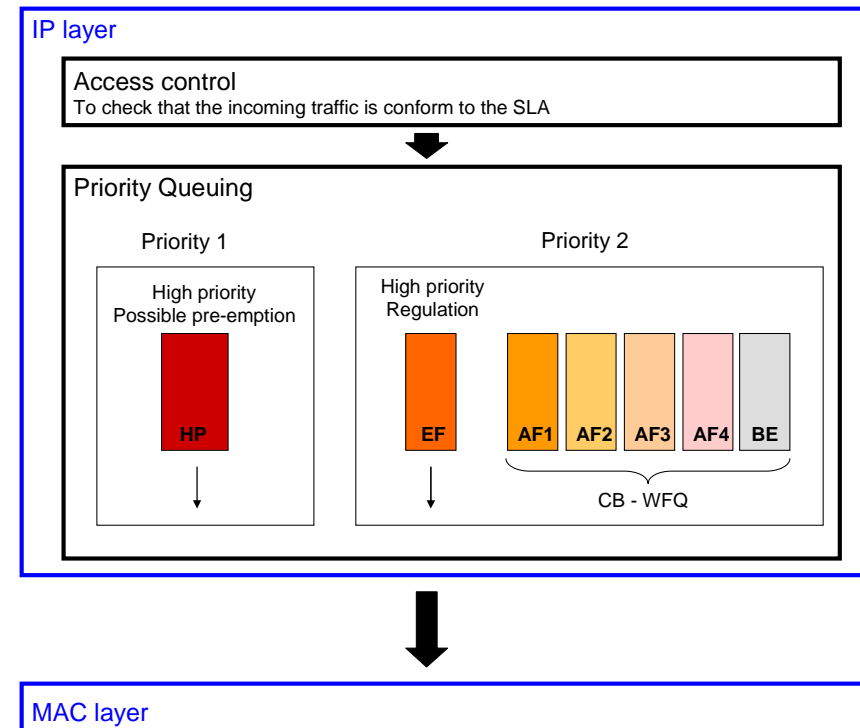 IP layer
Access control
To check that the incoming traffic is conform to the SLA
Priority Queuing
Priority 1
Priority 2
High priority
Possible pre-emption
High priority
Regulation
HP
EF
AF1
AF2
AF3
AF4
BE
CB - WFQ
MAC layer